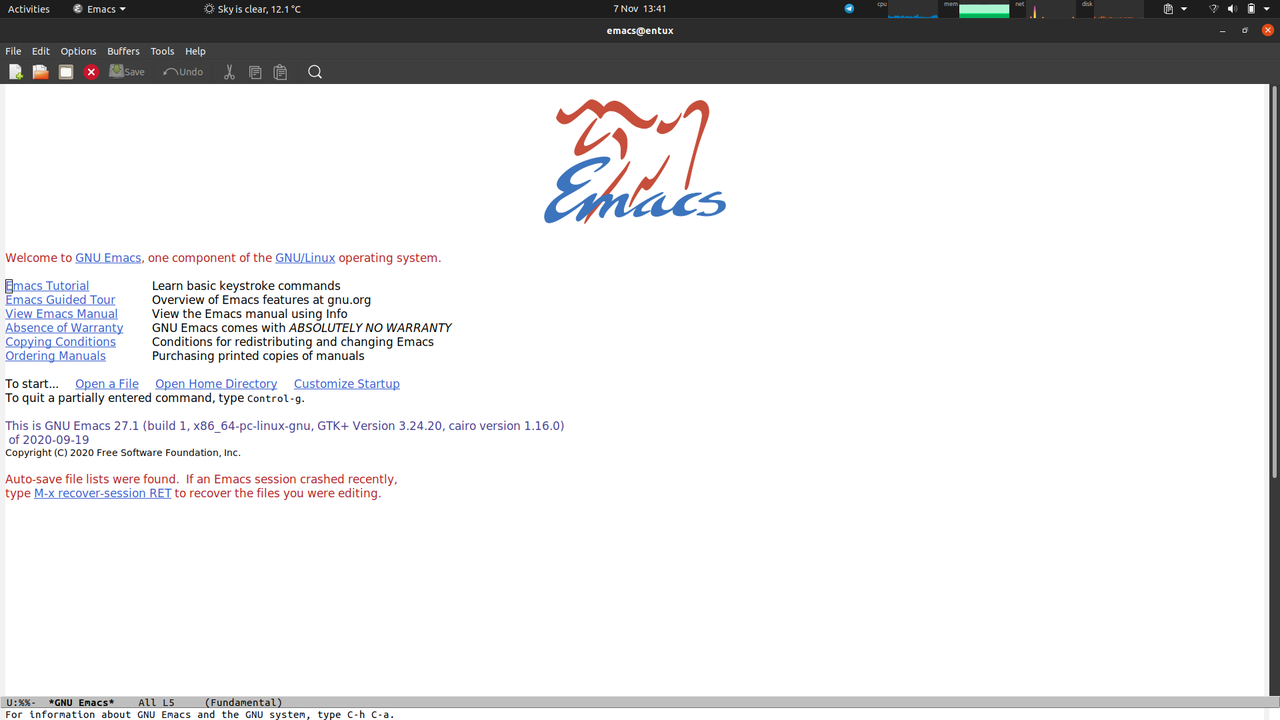 Activities Emacs Sky is clear, 12.1 °C 7 Nov 13:41 cpu mem net disk
emacs@entux
File Edit Options Buffers Tools Help
Save Undo
Emacs
Welcome to GNU Emacs, one component of the GNU/Linux operating system.
Emacs Tutorial Learn basic keystroke commands
Emacs Guided Tour Overview of Emacs features at gnu.org
View Emacs Manual View the Emacs manual using Info
Absence of Warranty GNU Emacs comes with ABSOLUTELY NO WARRANTY
Copying Conditions Conditions for redistributing and changing Emacs
Ordering Manuals Purchasing printed copies of manuals
To start... Open a File Open Home Directory Customize Startup
To quit a partially entered command, type control-g.
This is GNU Emacs 27.1 (build 1, x86_64-pc-linux-gnu, GTK+ Version 3.24.20, cairo version 1.16.0)
of 2020-09-19
Copyright (C) 2020 Free Software Foundation, Inc.
Auto-save file lists were found. If an Emacs session crashed recently,
type M-x recover-session RET to recover the files you were editing.
U:%%- *GNU Emacs* All L5 (Fundamental)
For information about GNU Emacs and the GNU system, type C-h C-a.